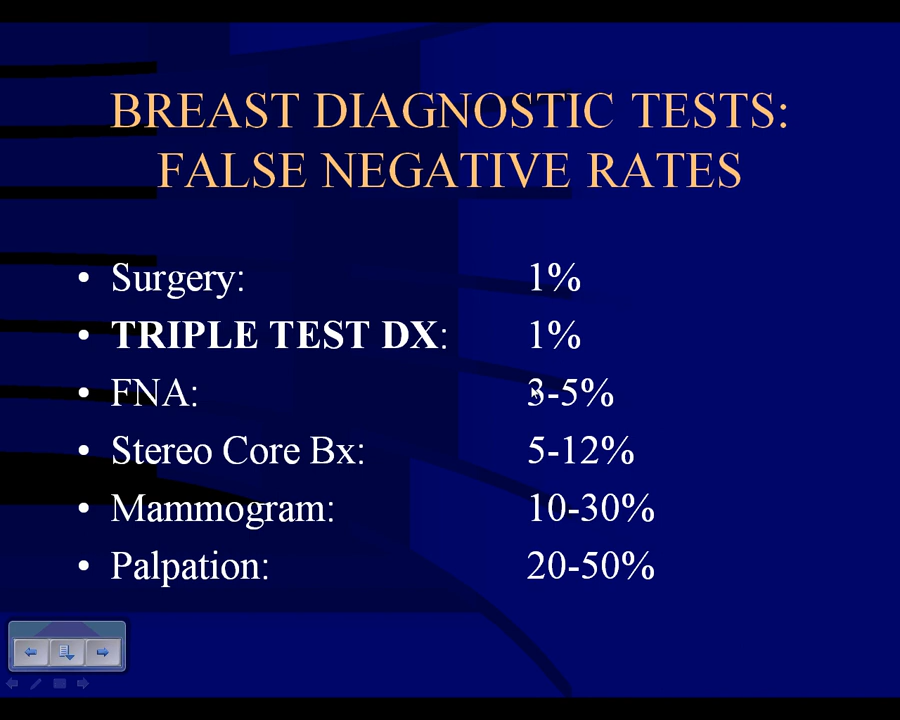 BREAST DIAGNOSTIC TESTS:
FALSE NEGATIVE RATES
• Surgery: 1%
• TRIPLE TEST DX: 1%
• FNA: 3-5%
• Stereo Core Bx: 5-12%
• Mammogram: 10-30%
• Palpation: 20-50%